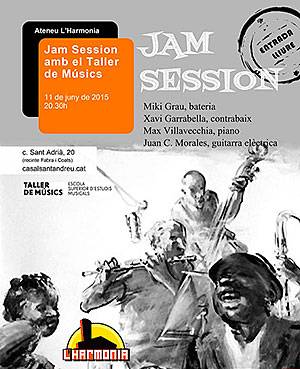 Ateneu L'Harmonia
Jam Session
amb el Taller
de Músics
11 de juny de 2015
20.30h
JAM
SESSION
ENTRADA
LLIURE
Miki Grau, bateria
Xavi Garrabella, contrabaix
Max Villavecchia, piano
Juan C. Morales, guitarra elèctrica
c. Sant Adrià, 20
(recinte Fabra i Coats)
casalsantandreu.cat
TALLER
DE MÚSICS
ESCOLA
SUPERIOR D'ESTUDIS
MUSICALS
L'HARMONIA